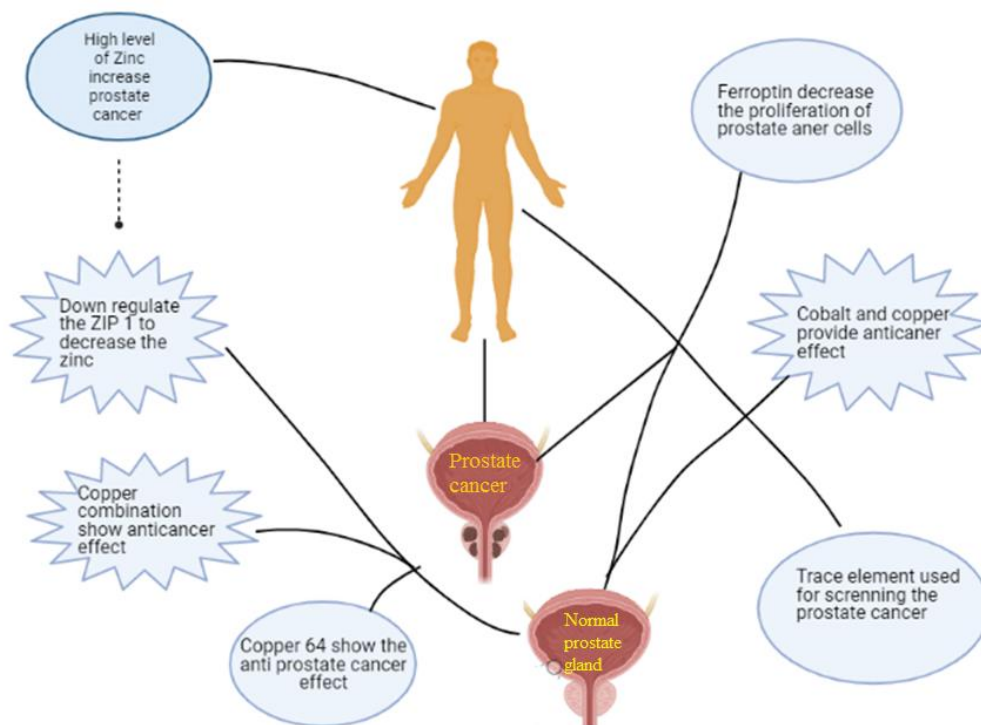 High level
of Zinc
increase
prostate
cancer
Ferroptin decrease
the proliferation of
prostate aner cells
Down regulate
the ZIP 1 to
decrease the
zinc
Cobalt and copper
provide anticaner
effect
Prostate
cancer
Copper
combination
show anticancer
effect
Trace element used
for screnning the
prostate cancer
Copper 64 show the
anti prostate cancer
effect
Normal
prostate
gland